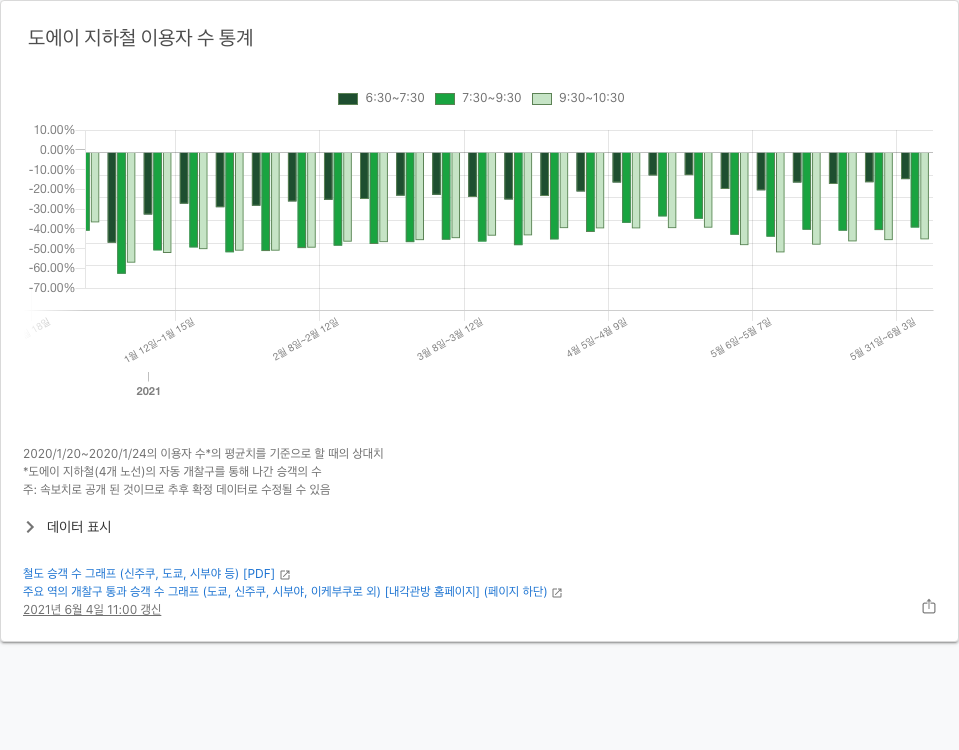 도에이 지하철 이용자 수 통계
6:30~7:30 7:30~9:30 9:30~10:30
10.00%
0.00%
-10.00%
-20.00%
-30.00%
-40.00%
-50.00%
-60.00%
-70.00%
1월 12일~1월 15일
2월 8일~2월 12일
3월 8일~3월 12일
4월 5일~4월 9일
5월 6일~5월 7일
5월 31일~6월 3일
2021
2020/1/20~2020/1/24의 이용자 수*의 평균치를 기준으로 할 때의 상대치
*도에이 지하철(4개 노선)의 자동 개찰구를 통해 나간 승객의 수
주: 속보치로 공개 된 것이므로 추후 확정 데이터로 수정될 수 있음
데이터 표시
철도 승객 수 그래프 (신주쿠, 도쿄, 시부야 등) [PDF]
주요 역의 개찰구 통과 승객 수 그래프 (도쿄, 신주쿠, 시부야, 이케부쿠로 외) [내각관방 홈페이지] (페이지 하단)
2021년 6월 4일 11:00 갱신